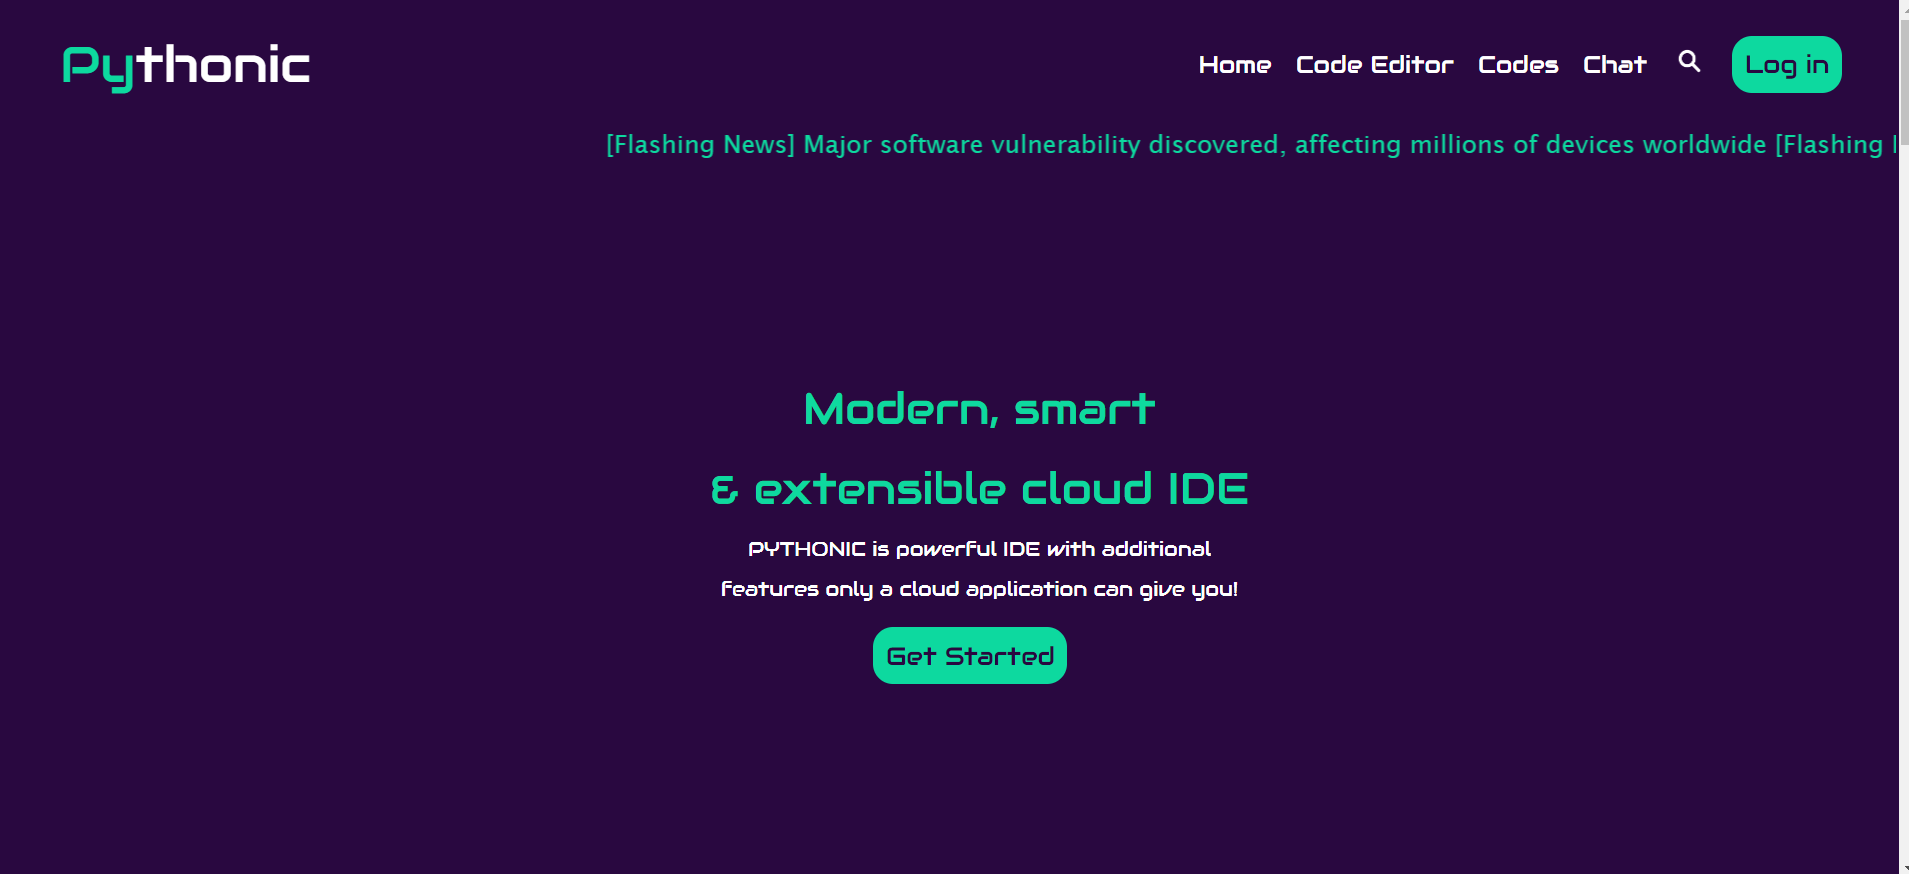 Pythonic
Home Code Editor Codes Chat Log in
[Flashing News] Major software vulnerability discovered, affecting millions of devices worldwide [Flashing
Modern, smart
& extensible cloud IDE
PYTHONIC is powerful IDE with additional
features only a cloud application can give you!
Get Started